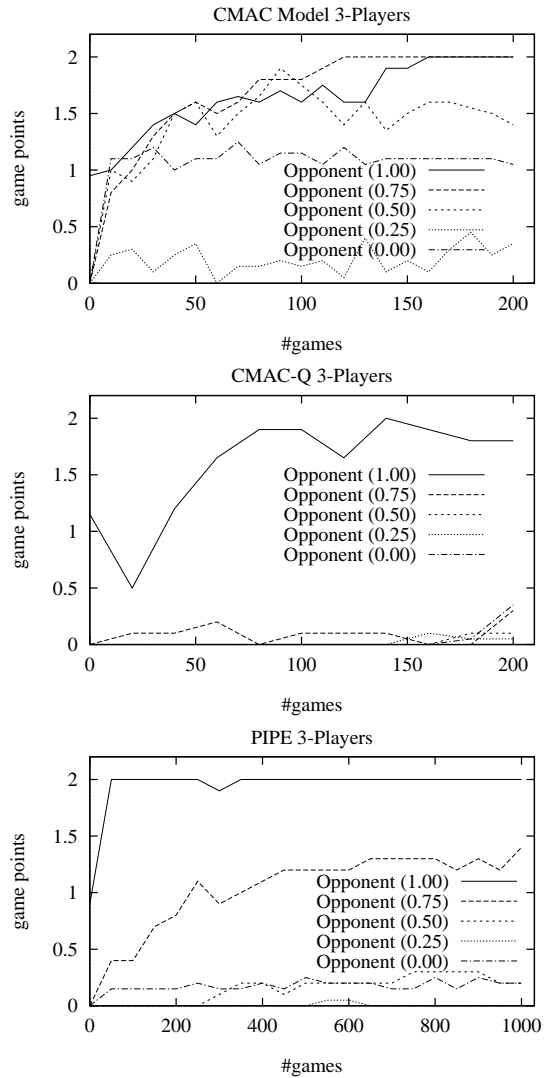 CMAC Model 3-Players
2
1.5
1
0.5
0
game points
Opponent (1.00)
Opponent (0.75)
Opponent (0.50)
Opponent (0.25)
Opponent (0.00)
0 50 100 150 200
#games
CMAC-Q 3-Players
2
1.5
1
0.5
0
game points
Opponent (1.00)
Opponent (0.75)
Opponent (0.50)
Opponent (0.25)
Opponent (0.00)
0 50 100 150 200
#games
PIPE 3-Players
2
1.5
1
0.5
0
game points
Opponent (1.00)
Opponent (0.75)
Opponent (0.50)
Opponent (0.25)
Opponent (0.00)
0 200 400 600 800 1000
#games